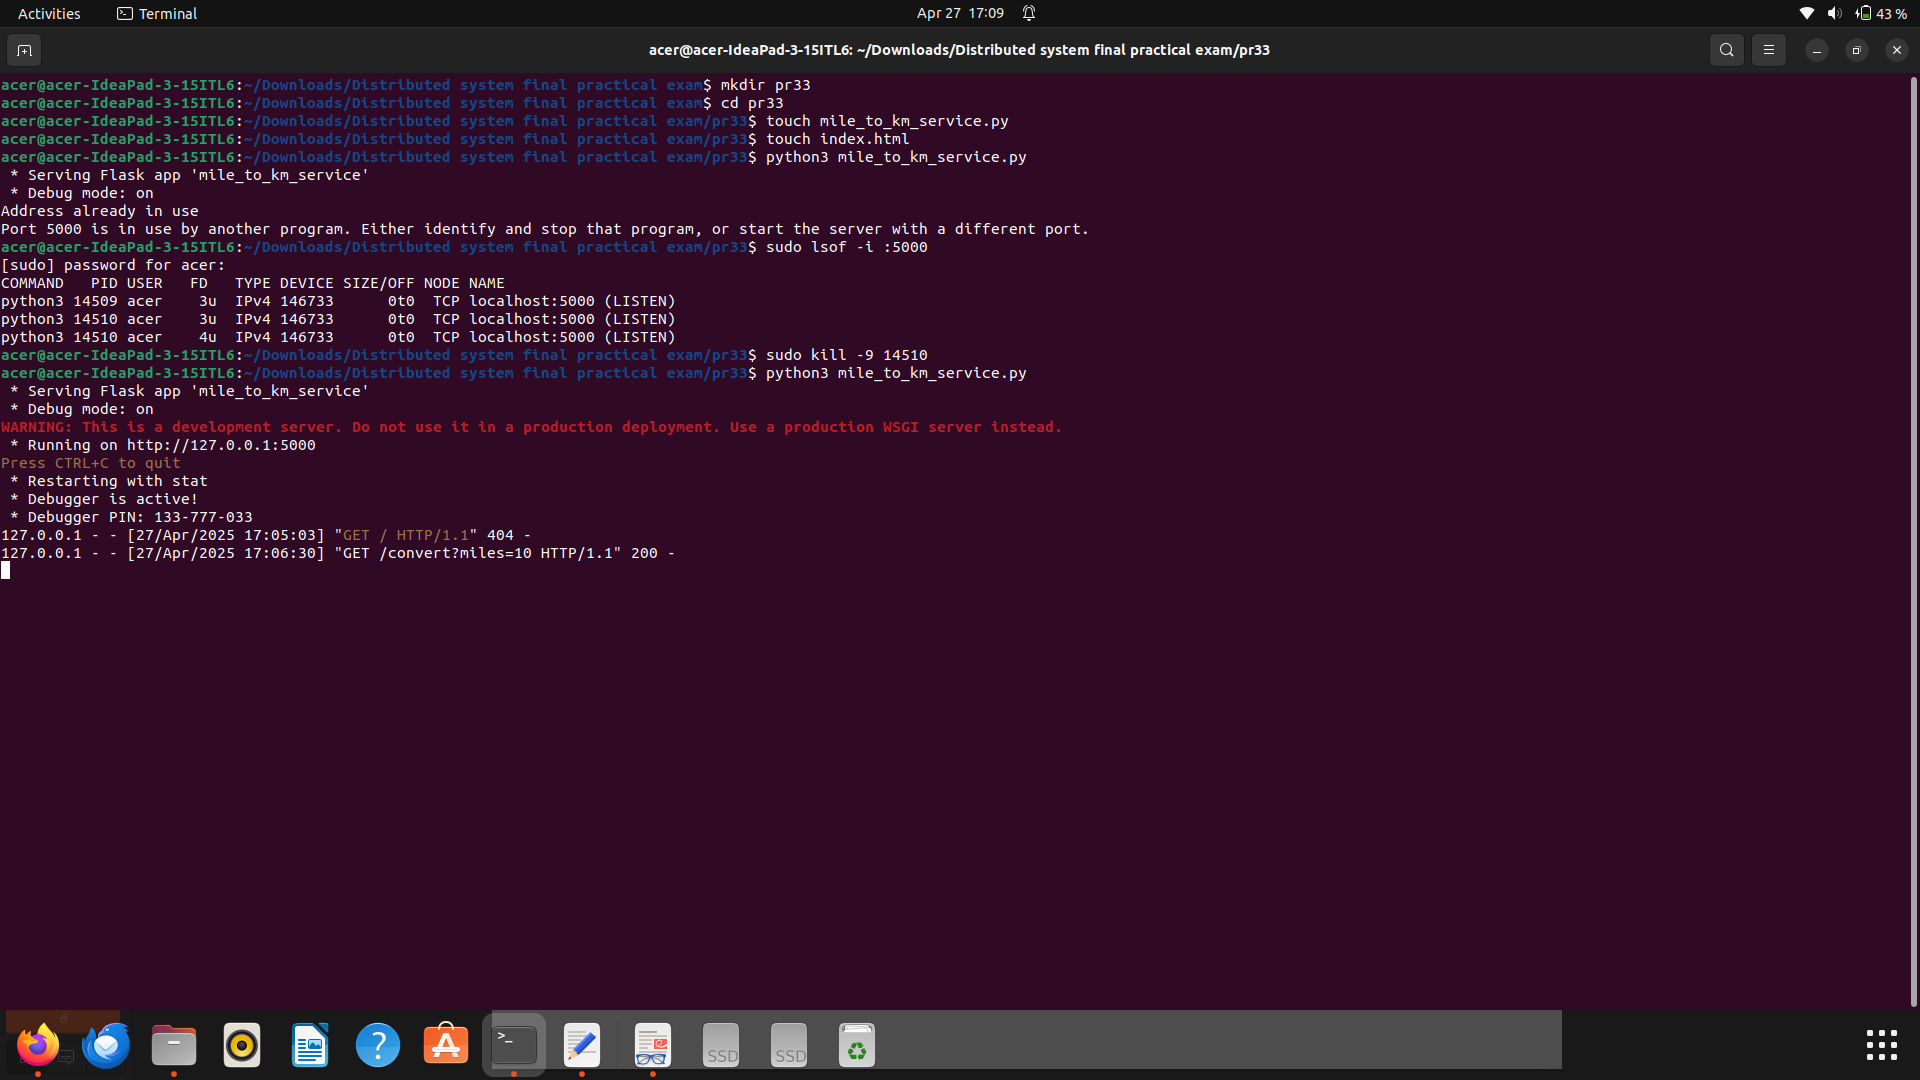 Activities Terminal Apr 27 17:09 43 %
acer@acer-IdeaPad-3-15ITL6: ~/Downloads/Distributed system final practical exam/pr33
acer@acer-IdeaPad-3-15ITL6:~/Downloads/Distributed system final practical exam$ mkdir pr33
acer@acer-IdeaPad-3-15ITL6:~/Downloads/Distributed system final practical exam$ cd pr33
acer@acer-IdeaPad-3-15ITL6:~/Downloads/Distributed system final practical exam/pr33$ touch mile_to_km_service.py
acer@acer-IdeaPad-3-15ITL6:~/Downloads/Distributed system final practical exam/pr33$ touch index.html
acer@acer-IdeaPad-3-15ITL6:~/Downloads/Distributed system final practical exam/pr33$ python3 mile_to_km_service.py
 * Serving Flask app 'mile_to_km_service'
 * Debug mode: on
Address already in use
Port 5000 is in use by another program. Either identify and stop that program, or start the server with a different port.
acer@acer-IdeaPad-3-15ITL6:~/Downloads/Distributed system final practical exam/pr33$ sudo lsof -i :5000
[sudo] password for acer:
COMMAND   PID USER   FD   TYPE DEVICE SIZE/OFF NODE NAME
python3 14509 acer    3u  IPv4 146733      0t0  TCP localhost:5000 (LISTEN)
python3 14510 acer    3u  IPv4 146733      0t0  TCP localhost:5000 (LISTEN)
python3 14510 acer    4u  IPv4 146733      0t0  TCP localhost:5000 (LISTEN)
acer@acer-IdeaPad-3-15ITL6:~/Downloads/Distributed system final practical exam/pr33$ sudo kill -9 14510
acer@acer-IdeaPad-3-15ITL6:~/Downloads/Distributed system final practical exam/pr33$ python3 mile_to_km_service.py
 * Serving Flask app 'mile_to_km_service'
 * Debug mode: on
WARNING: This is a development server. Do not use it in a production deployment. Use a production WSGI server instead.
 * Running on http://127.0.0.1:5000
Press CTRL+C to quit
 * Restarting with stat
 * Debugger is active!
 * Debugger PIN: 133-777-033
127.0.0.1 - - [27/Apr/2025 17:05:03] "GET / HTTP/1.1" 404 -
127.0.0.1 - - [27/Apr/2025 17:06:30] "GET /convert?miles=10 HTTP/1.1" 200 -
6
>_ SSD SSD